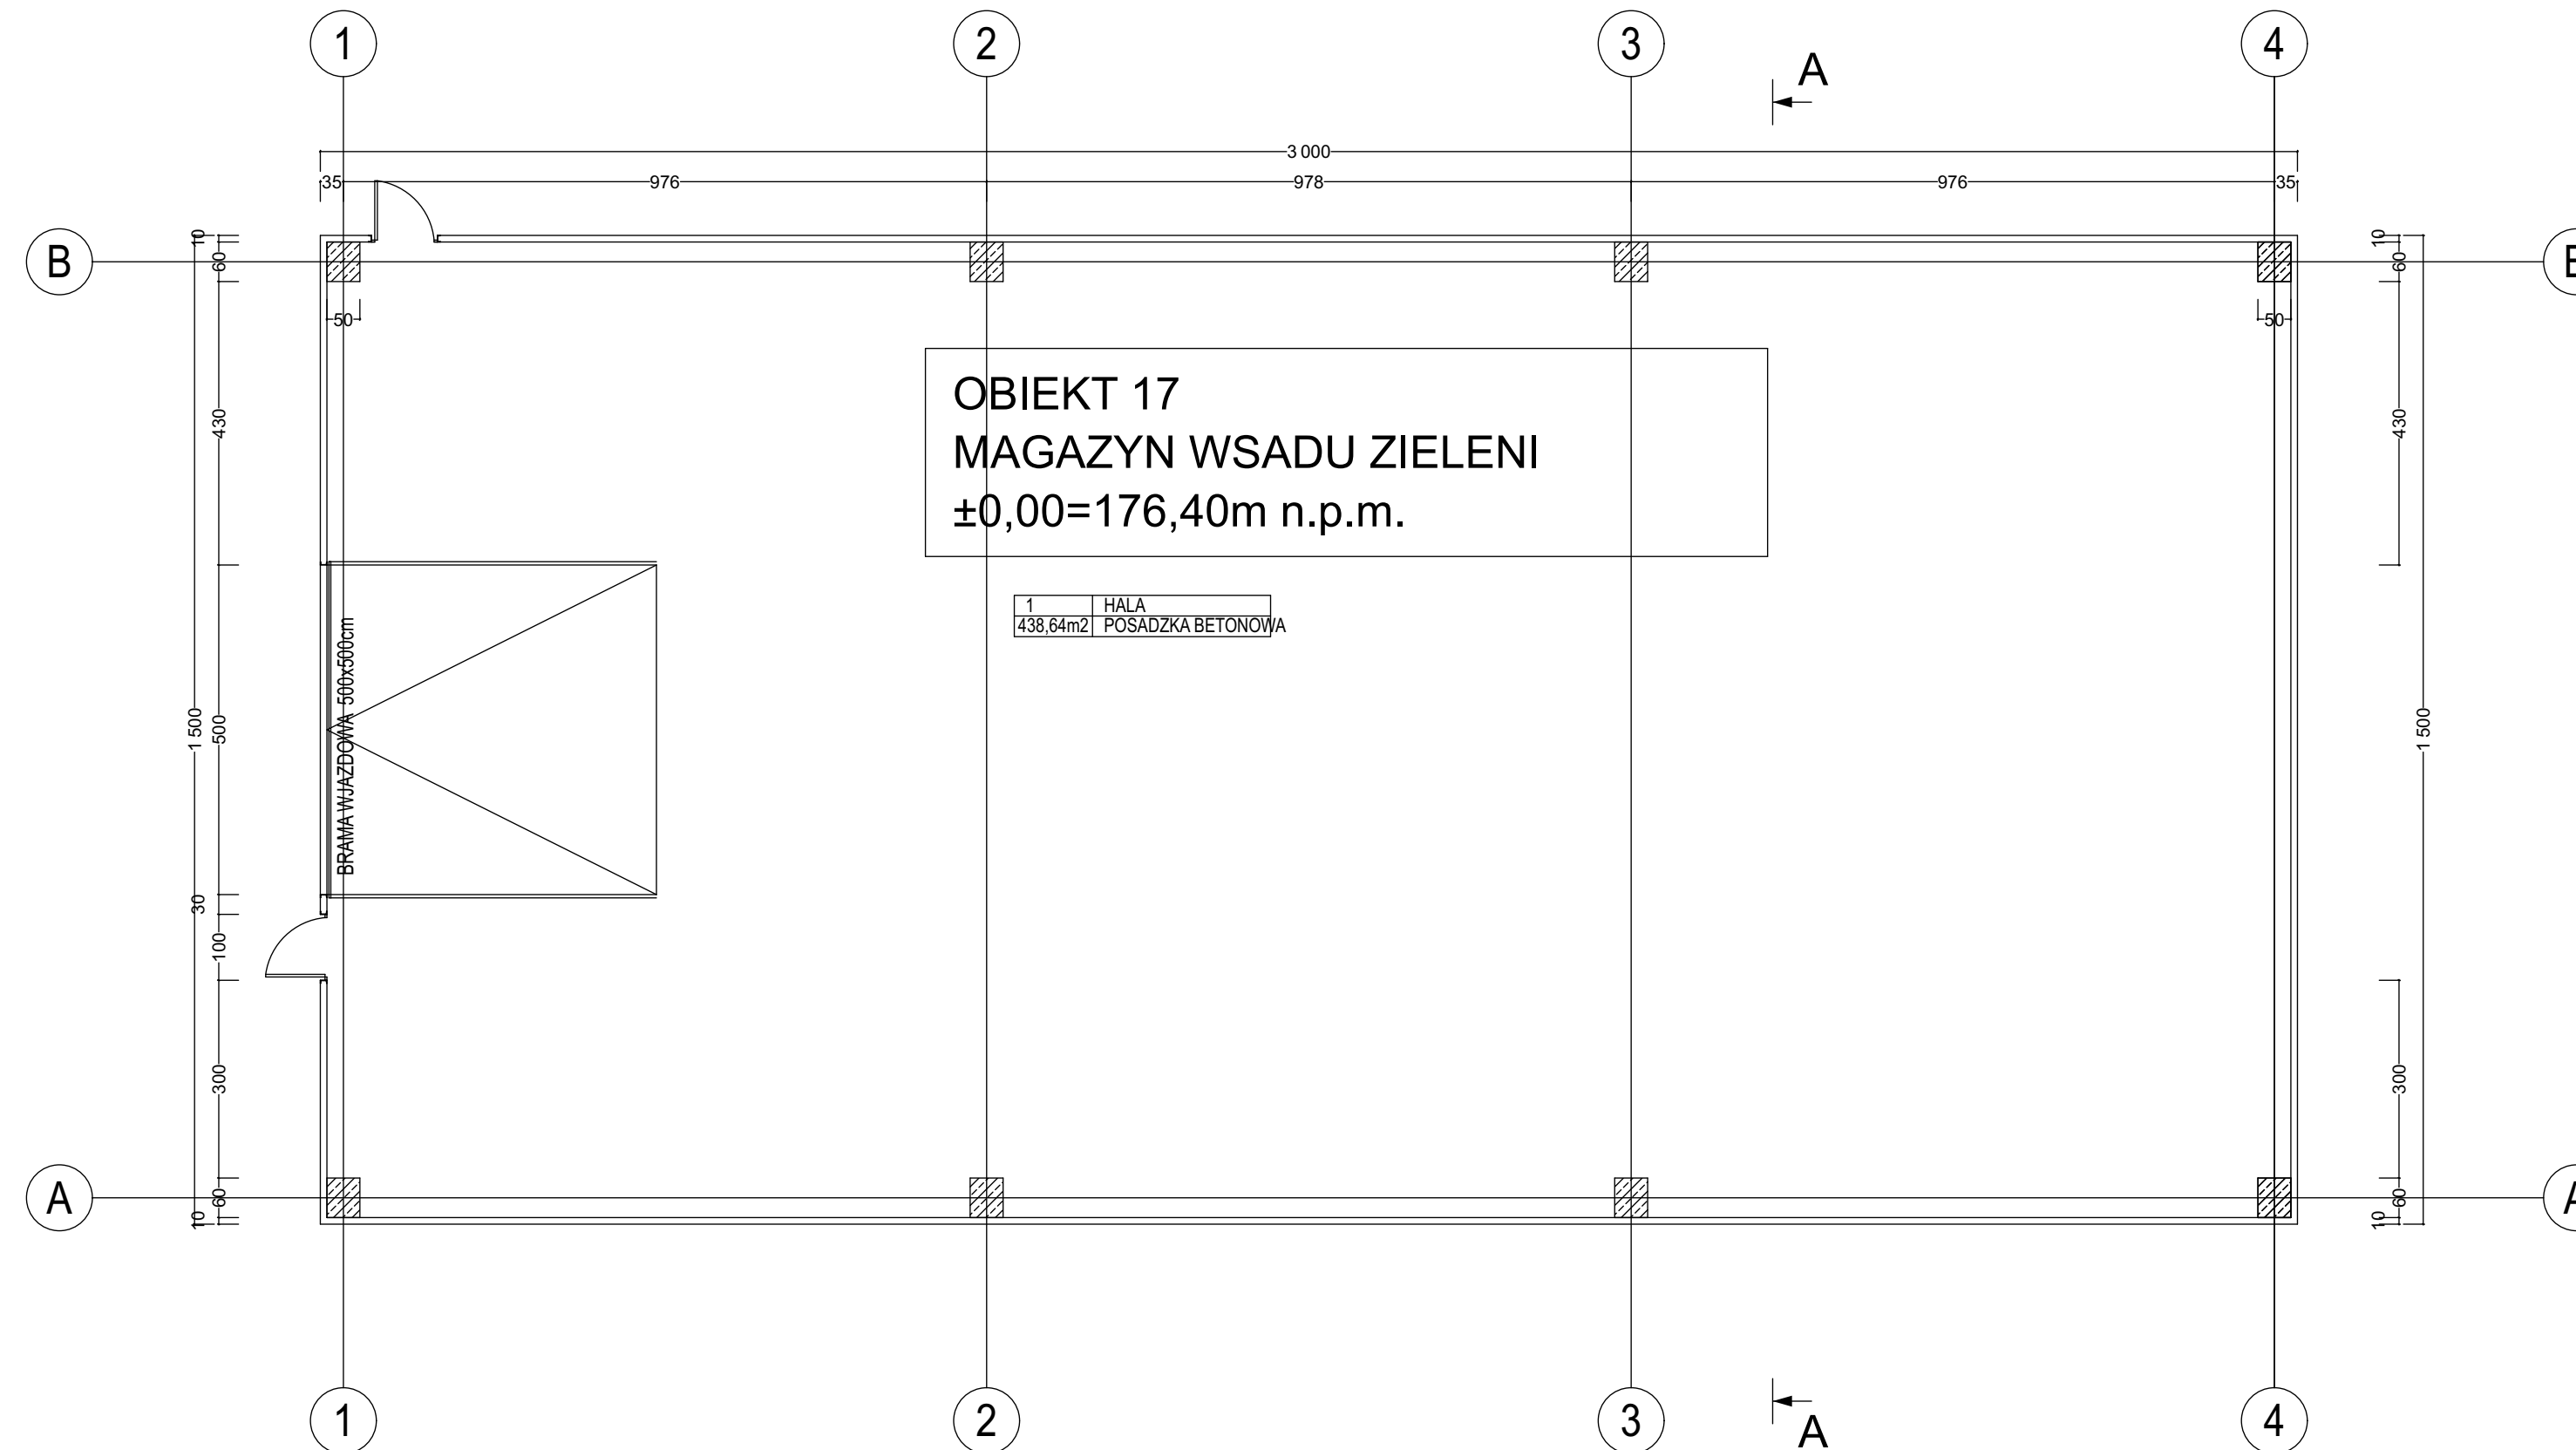 1 2 3 4
A
3 000
35 976 978 976 35
B
10
60
50
50
10
60
430
430
OBIEKT 17
MAGAZYN WSADU ZIELENI
±0,00=176,40m n.p.m.
1 HALA
438,64m2 POSADZKA BETONOWA
BRAMA WJAZDOWA 500x500cm
1 500
500
1 500
30
100
300
300
A
60
10
60
10
1 2 3 4
A